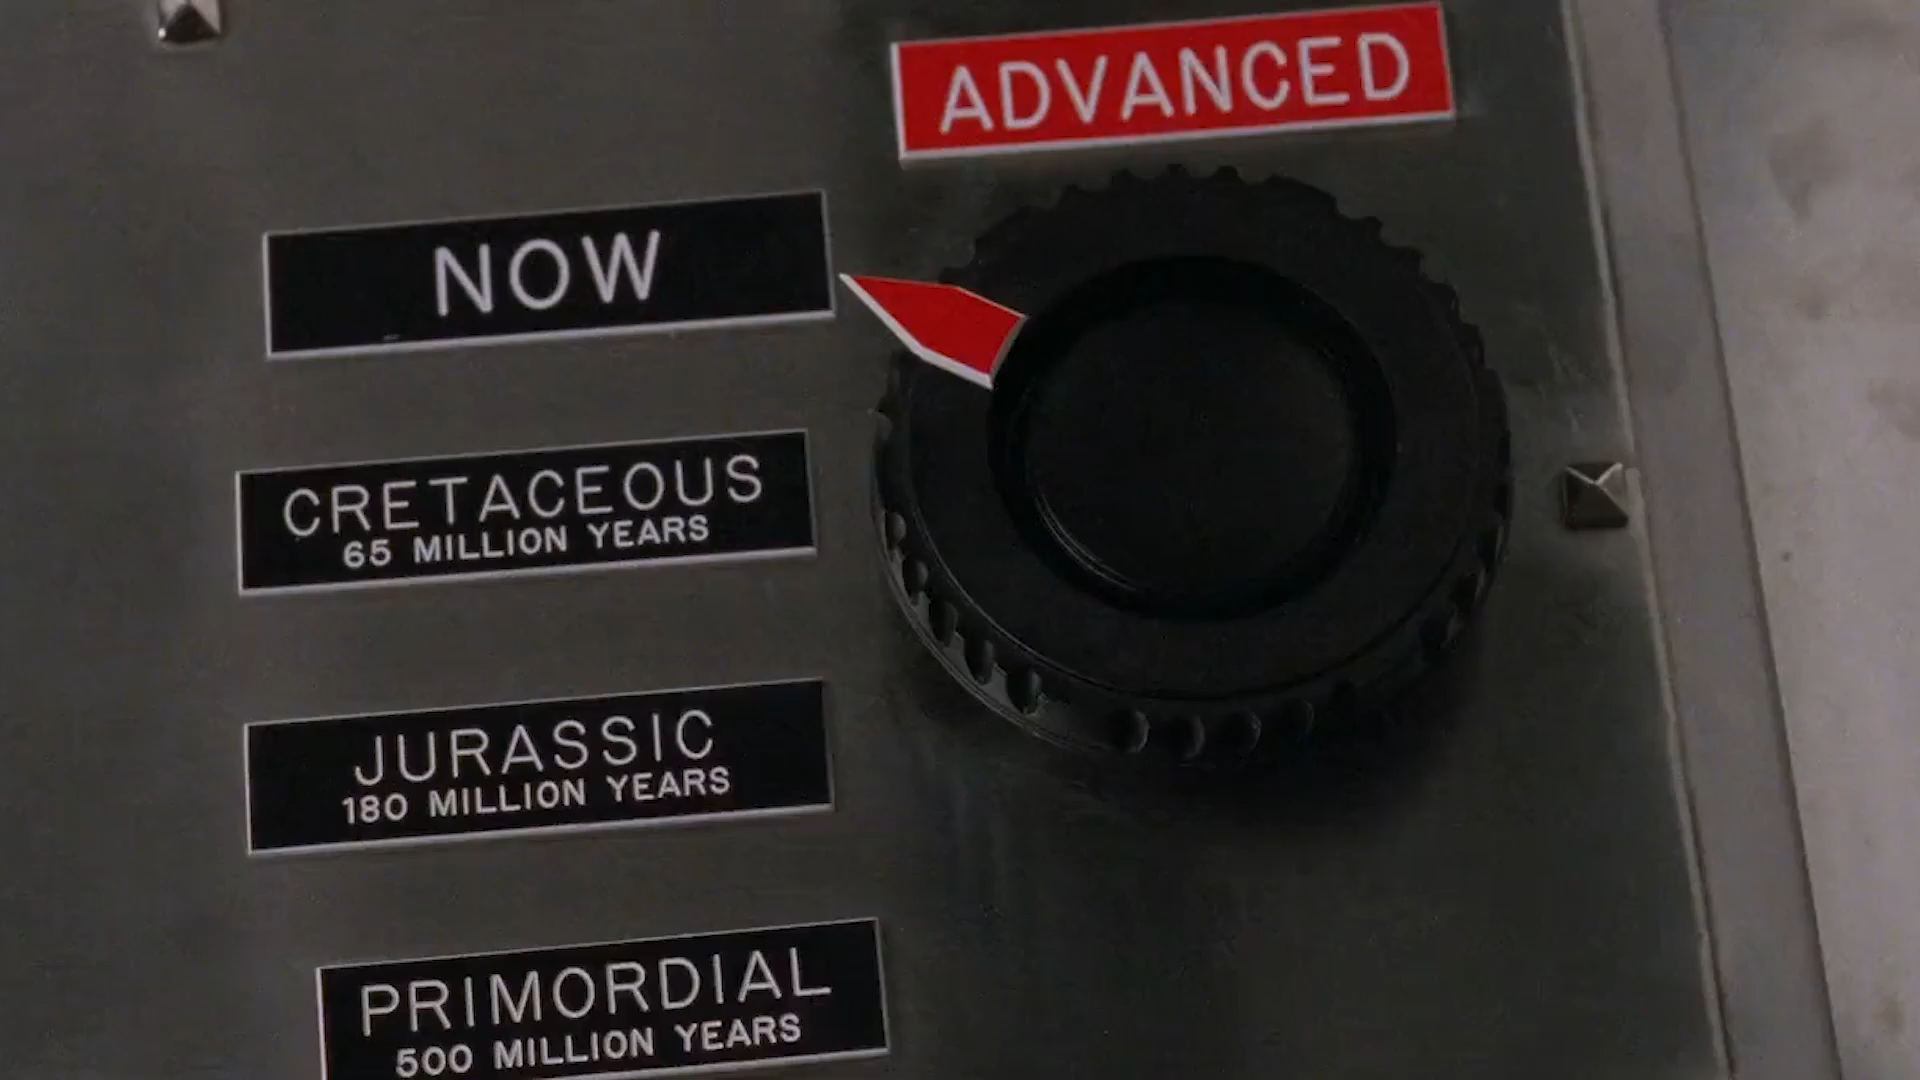 ADVANCED
NOW
CRETACEOUS
65 MILLION YEARS
JURASSIC
180 MILLION YEARS
PRIMORDIAL
500 MILLION YEARS